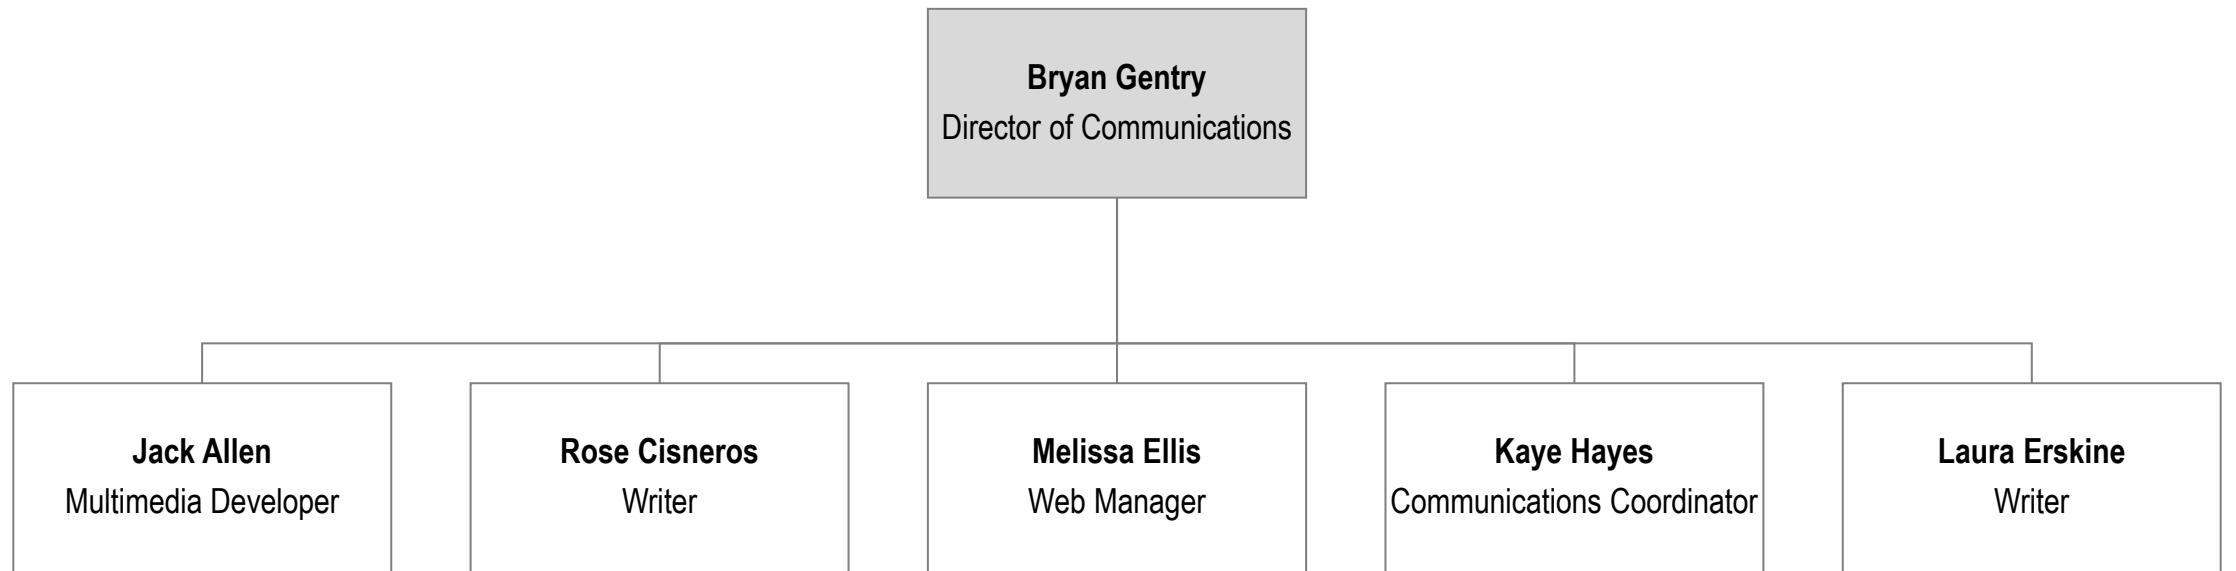 Bryan Gentry
Director of Communications
Jack Allen
Multimedia Developer
Rose Cisneros
Writer
Melissa Ellis
Web Manager
Kaye Hayes
Communications Coordinator
Laura Erskine
Writer